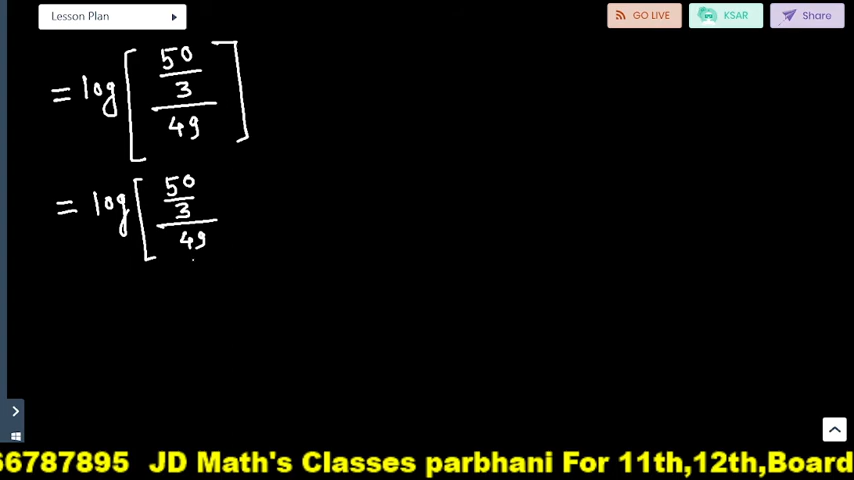 Lesson Plan
GO LIVE
KSAR
Share
= log [ 50/3 / 49 ]
= log [ 50/3 / 49
66787895 JD Math's Classes parbhani For 11th,12th,Board